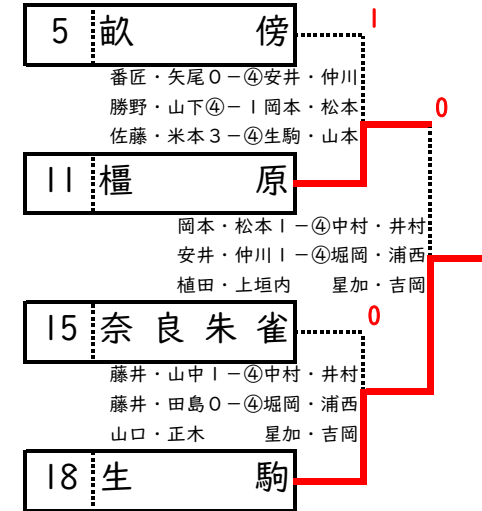 5 畝 傍
1
番匠・矢尾0－④安井・仲川
勝野・山下④－1岡本・松本
佐藤・米本3－④生駒・山本
0
11 橿 原
岡本・松本1－④中村・井村
安井・仲川1－④堀岡・浦西
植田・上垣内 星加・吉岡
15 奈 良 朱 雀
0
藤井・山中1－④中村・井村
藤井・田島0－④堀岡・浦西
山口・正木 星加・吉岡
18 生 駒